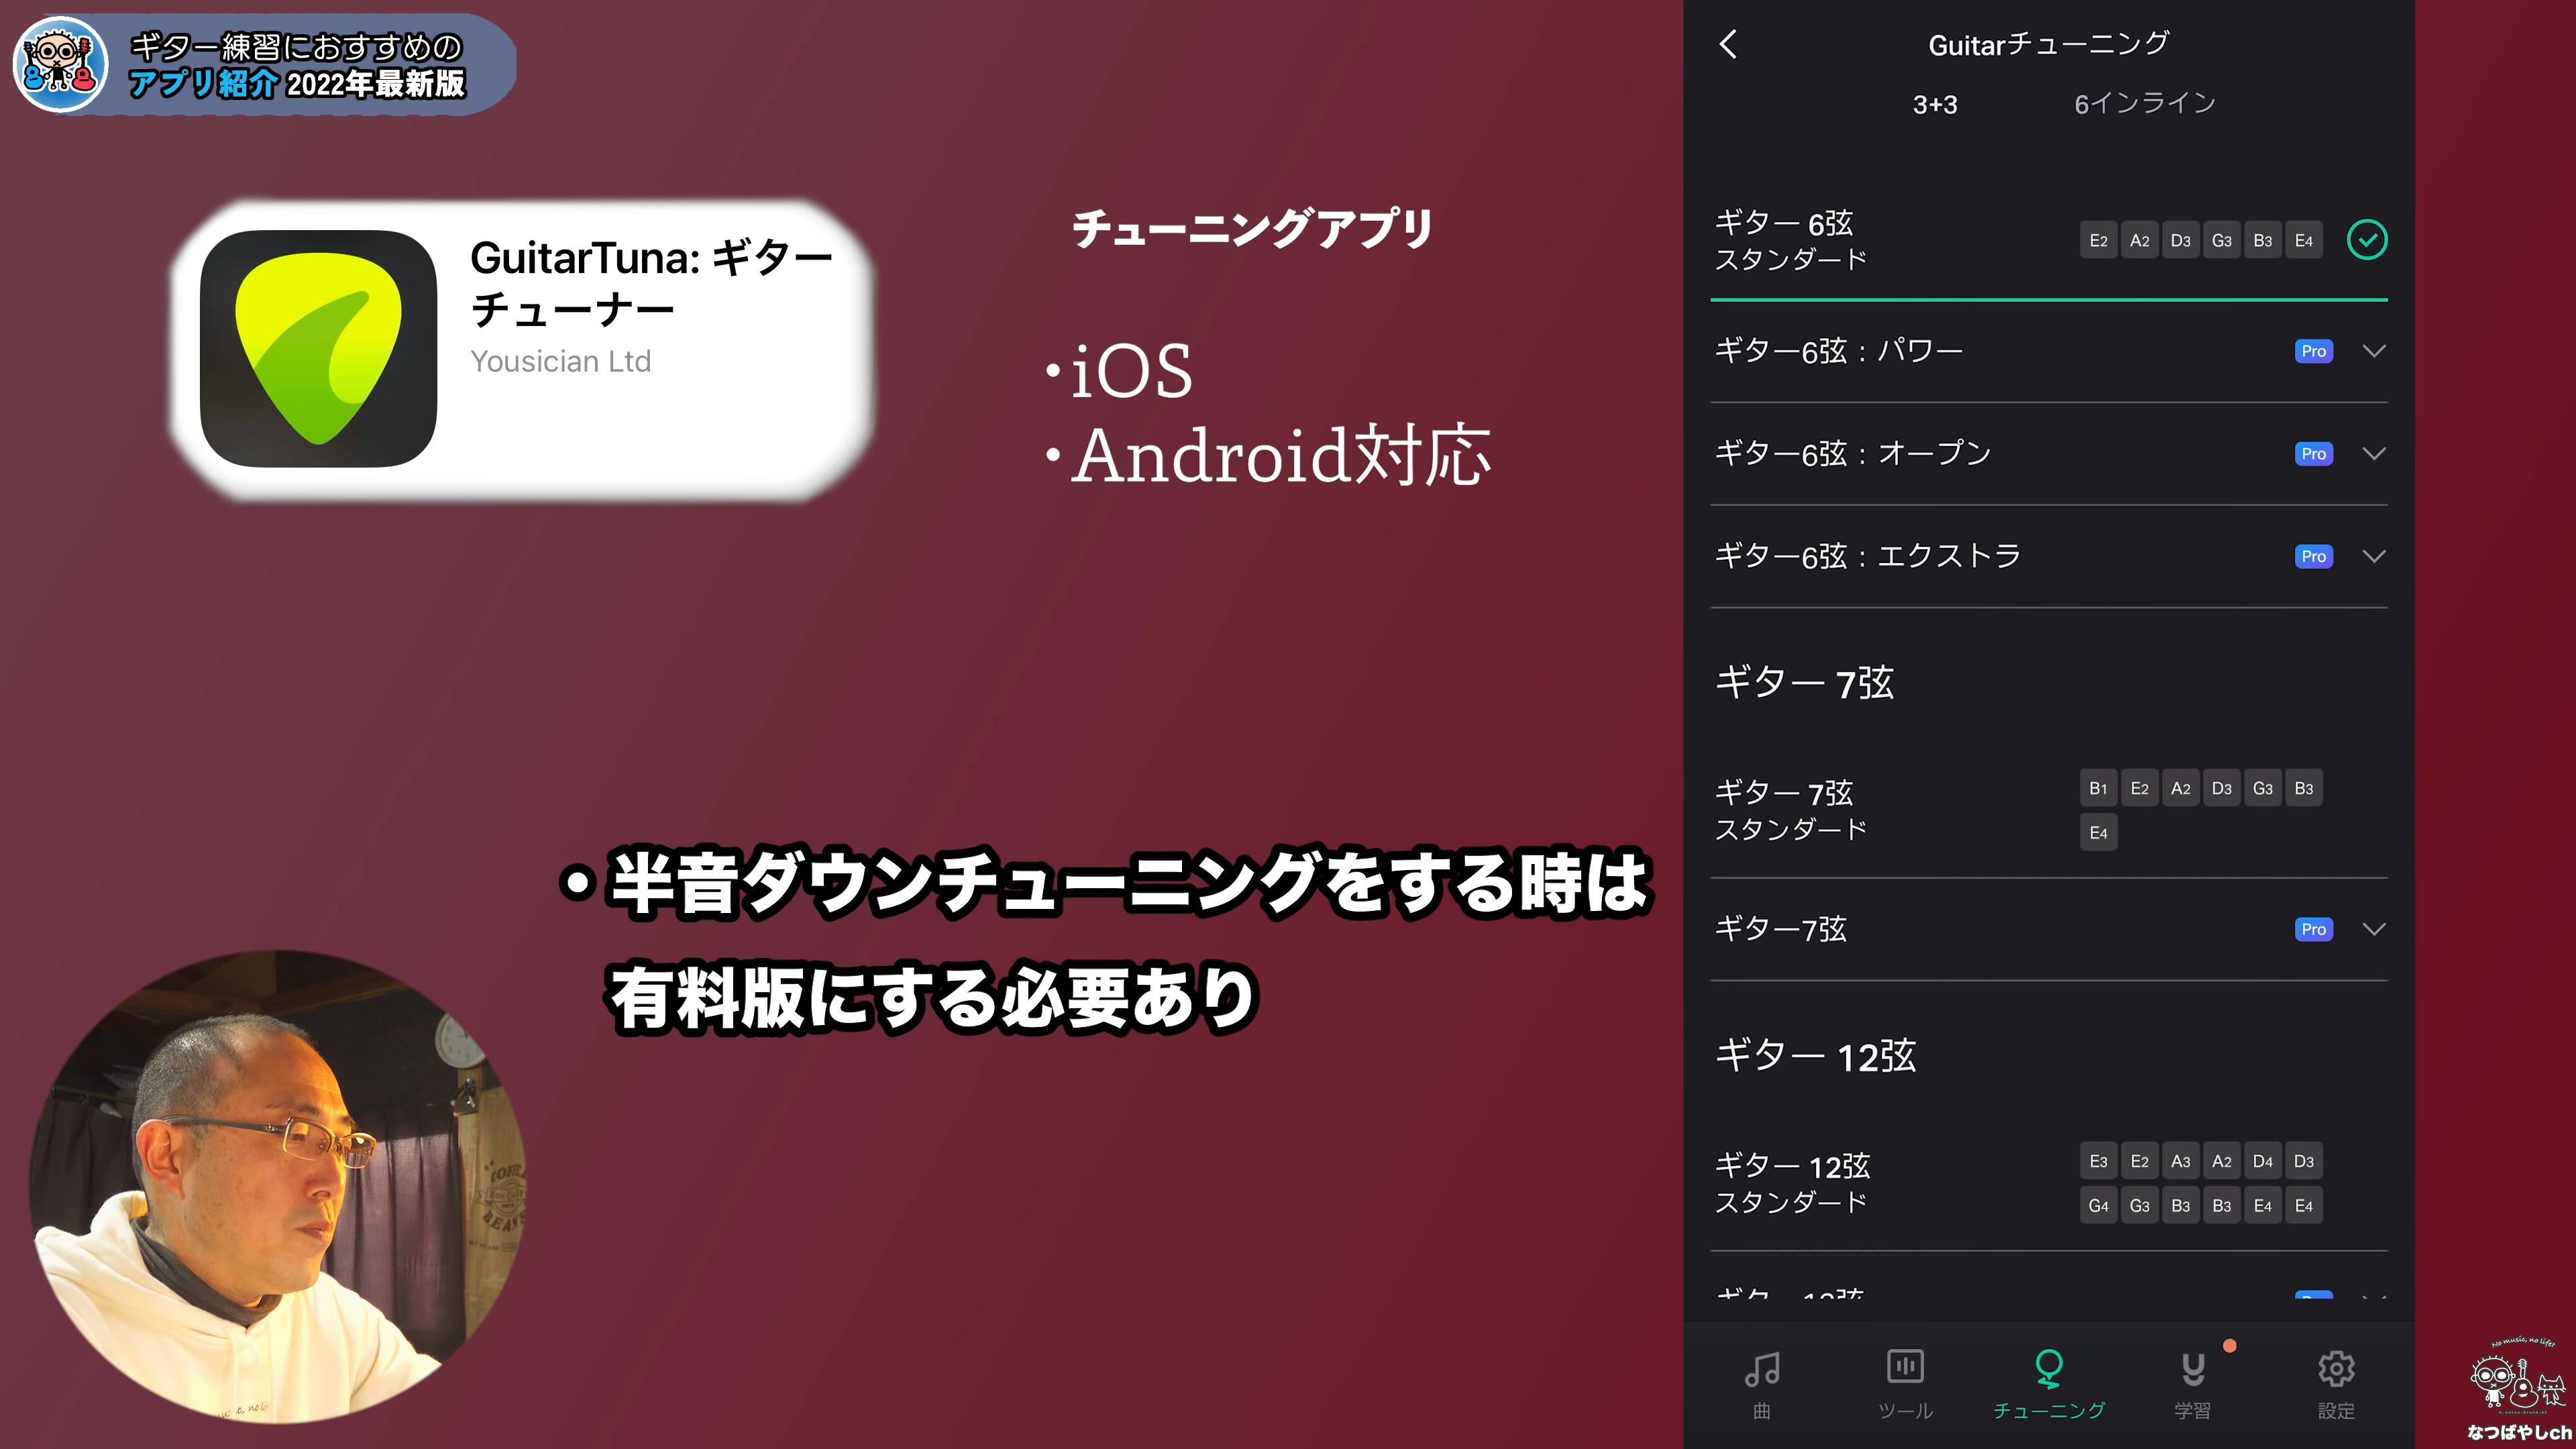 ギター練習におすすめの
アプリ紹介 2022年最新版
GuitarTuna: ギター
チューナー
Yousician Ltd
チューニングアプリ
・iOS
・Android対応
・半音ダウンチューニングをする時は
有料版にする必要あり
Guitarチューニング
3+3 6インライン
ギター 6弦
スタンダード
E2 A2 D3 G3 B3 E4
ギター6弦：パワー Pro
ギター6弦：オープン Pro
ギター6弦：エクストラ Pro
ギター 7弦
ギター 7弦
スタンダード
B1 E2 A2 D3 G3 B3
E4
ギター7弦 Pro
ギター 12弦
ギター 12弦
スタンダード
E3 E2 A3 A2 D4 D3
G4 G3 B3 B3 E4 E4
曲 ツール チューニング 学習 設定
No music, no life?
なつばやしch